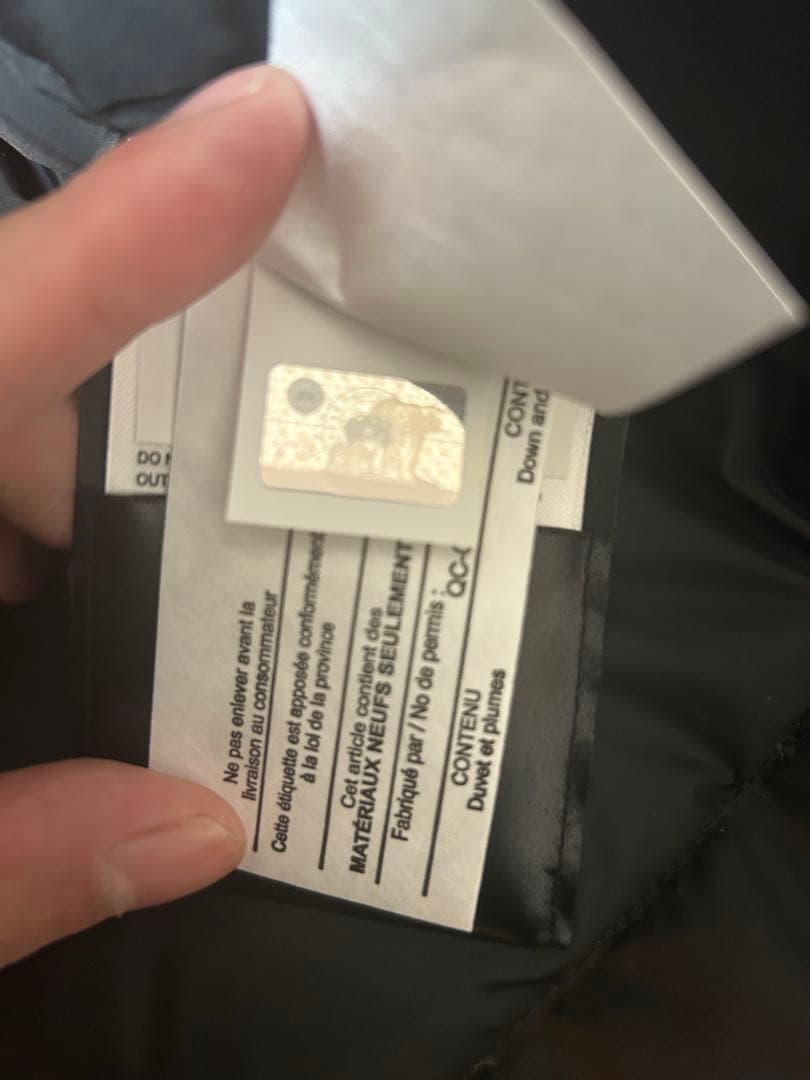 DO
OUT
Ne pas enlever avant la
livraison au consommateur
Cette étiquette est apposée conformément
à la loi de la province
Cet article contient des
MATÉRIAUX NEUFS SEULEMENT
Fabriqué par / No de permis :
QC-
CONTENU
Duvet et plumes
CONT
Down and